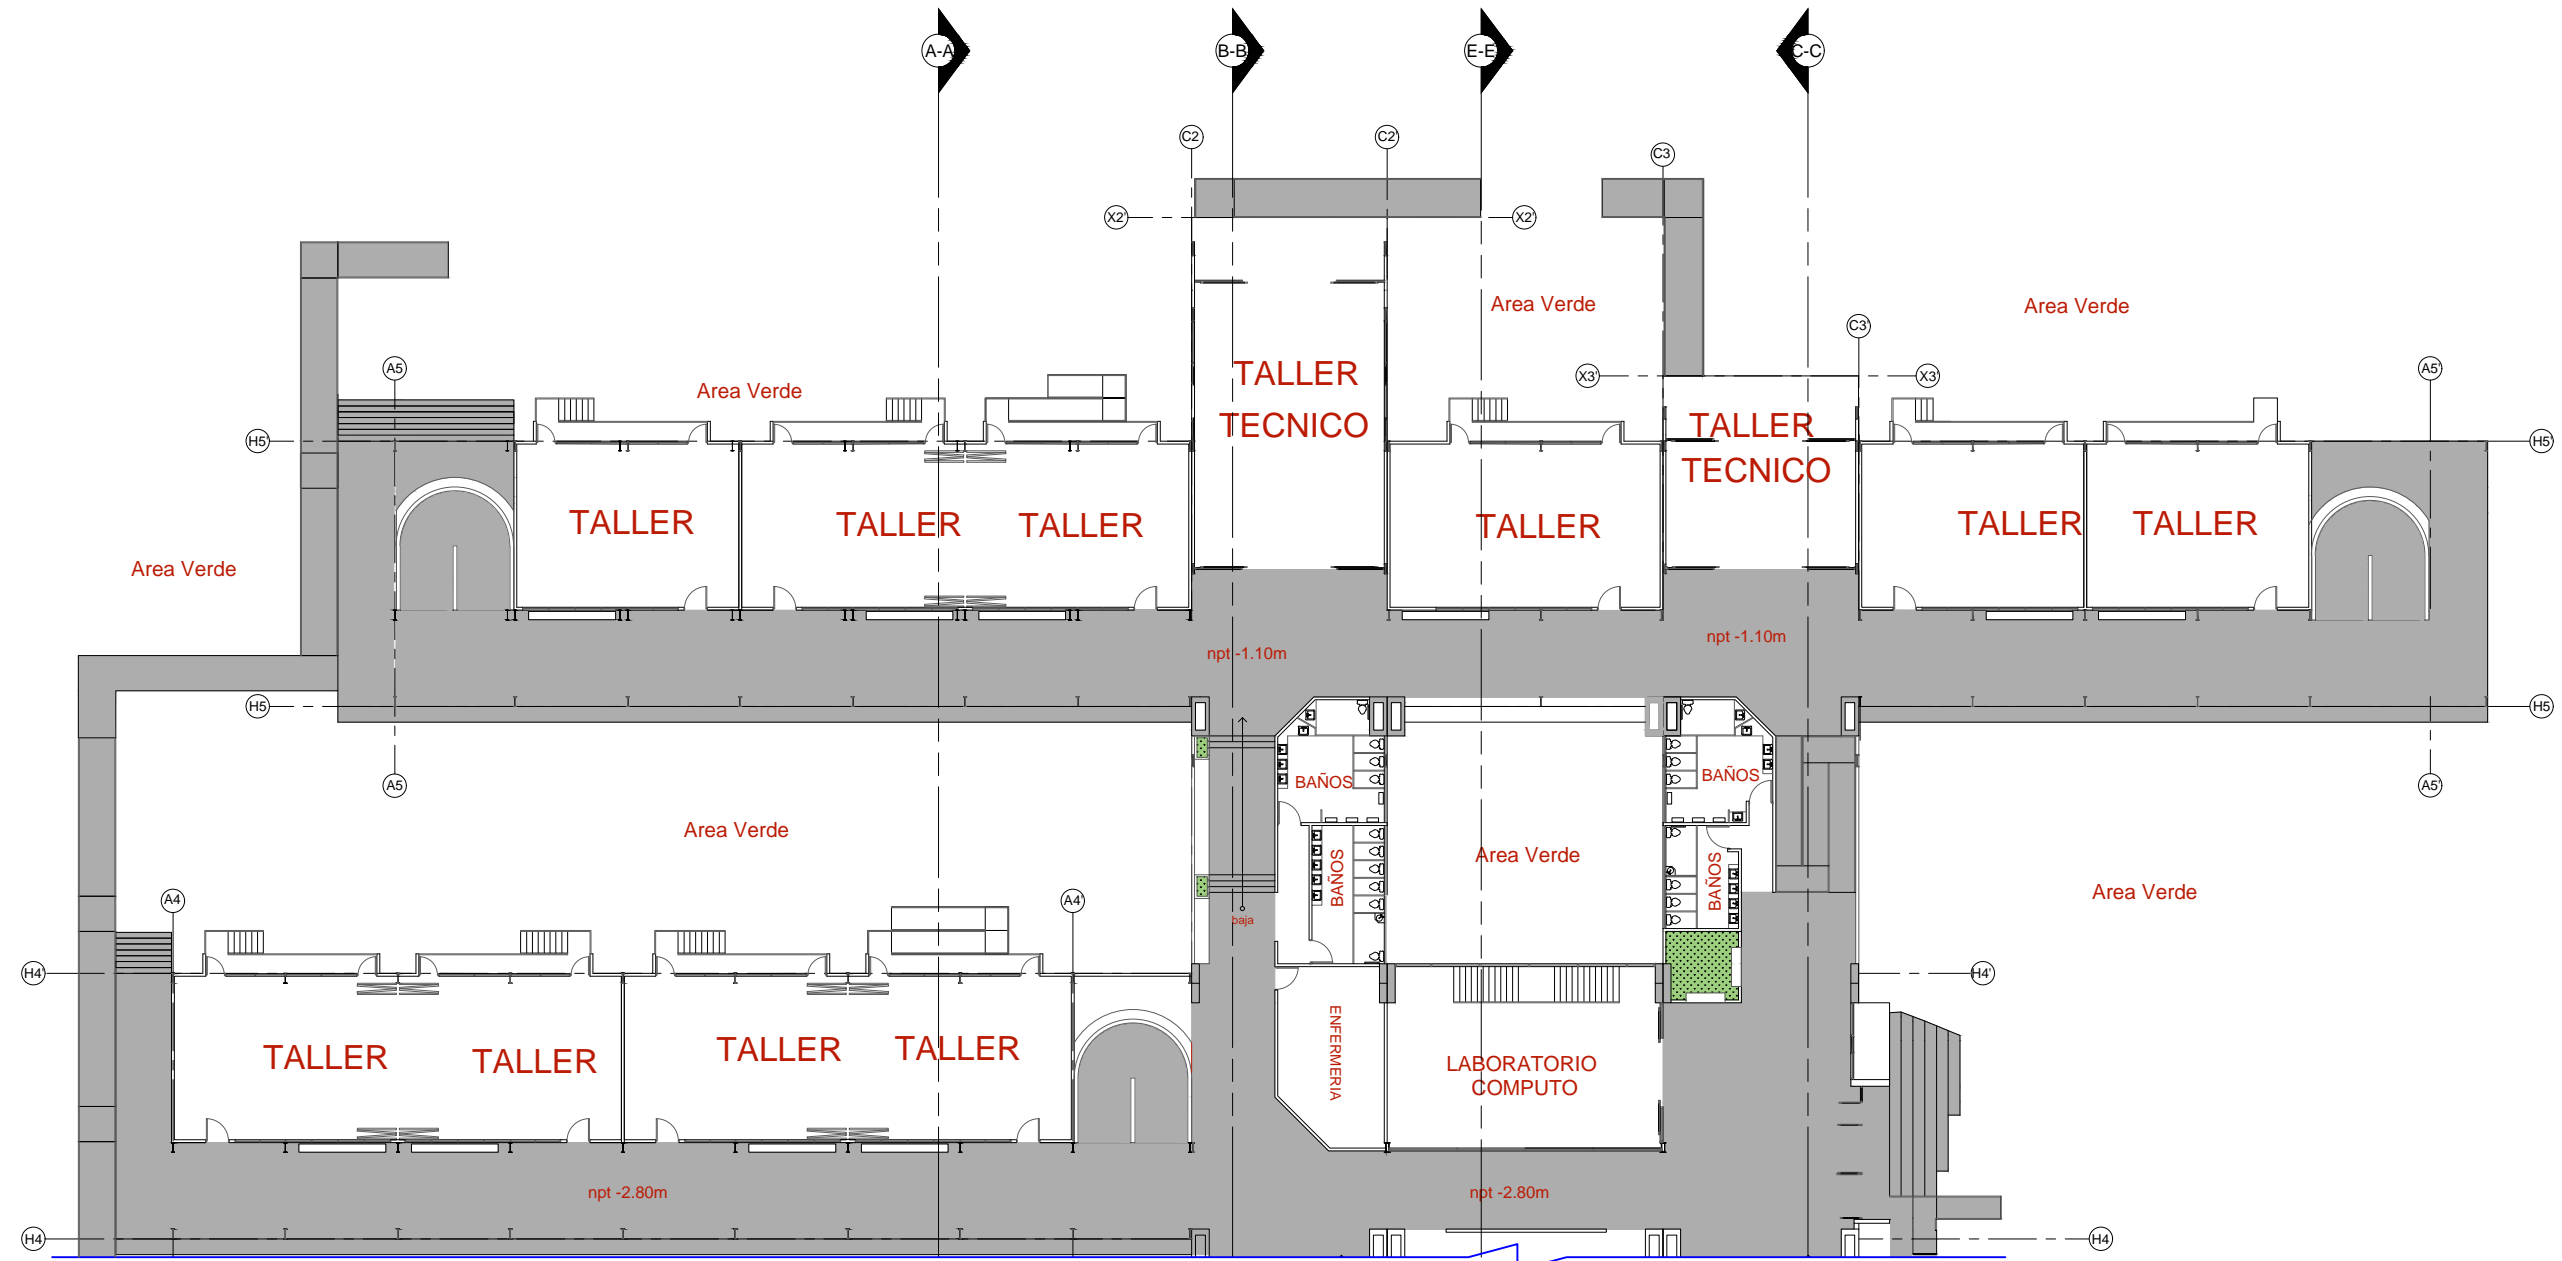 A-A
B-B
E-E
C-C
C2
C2'
C3
X2'
X2'
Area Verde
Area Verde
C3'
A5
TALLER
TECNICO
X3'
X3'
A5'
Area Verde
H5'
TALLER
TECNICO
H5'
TALLER
TALLER
TALLER
TALLER
TALLER
TALLER
Area Verde
npt -1.10m
npt -1.10m
H5
H5
A5
BAÑOS
BAÑOS
A5'
Area Verde
Area Verde
BAÑOS
BAÑOS
Area Verde
A4
A4'
baja
H4'
H4'
TALLER
TALLER
TALLER
TALLER
ENFERMERIA
LABORATORIO
COMPUTO
npt -2.80m
npt -2.80m
H4
H4